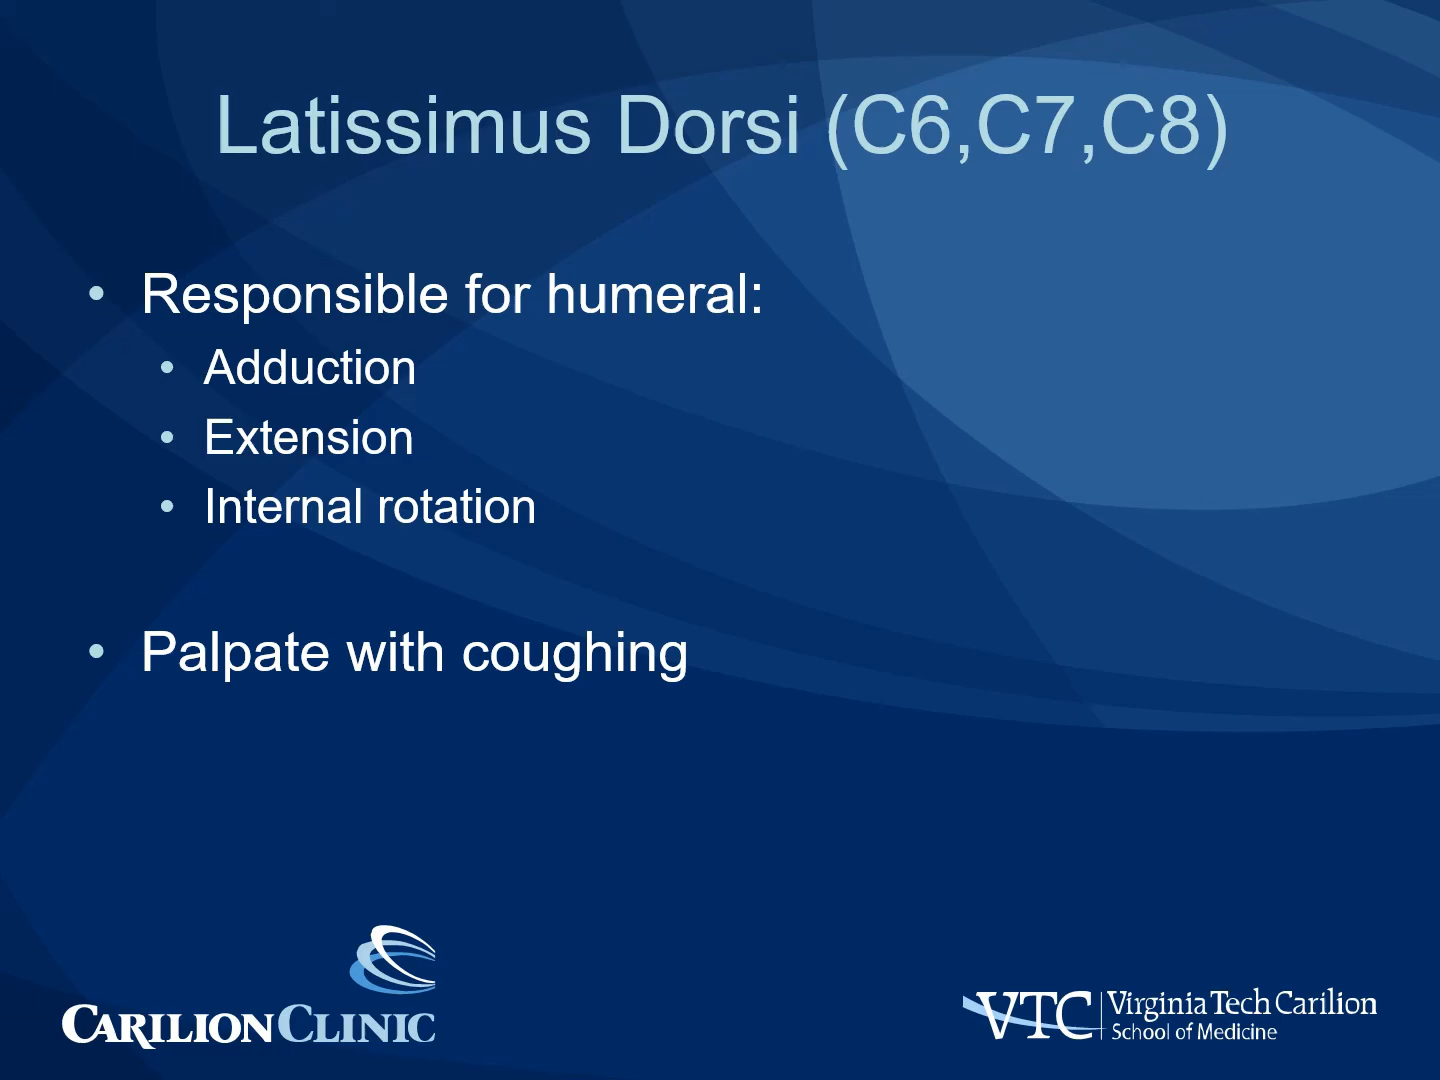 Latissimus Dorsi (C6,C7,C8)
• Responsible for humeral:
• Adduction
• Extension
• Internal rotation
• Palpate with coughing
CARILION CLINIC
VTC Virginia Tech Carilion
School of Medicine